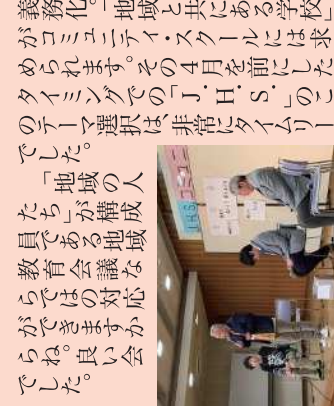 義務化。「地域と共にある学校」
がコミュニティ・スクールには求
められます。その4月を前にした
タイミングでの「J・H・S・」のこ
のテーマ選択は、非常にタイムリー
でした。
「地域の人
たち」が構成
員である地域
教育会議な
らではの対応
ができますか
らね。良い会
でした。